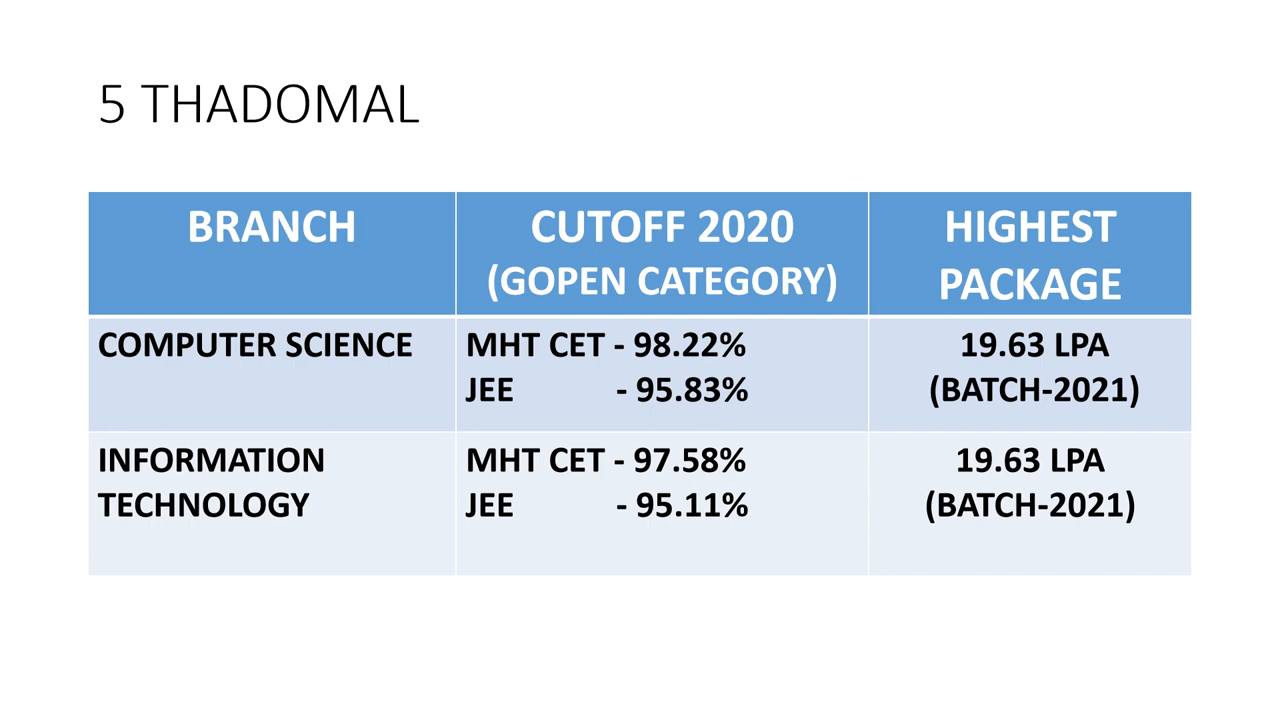 5 THADOMAL
BRANCH
CUTOFF 2020
(GOPEN CATEGORY)
HIGHEST
PACKAGE
COMPUTER SCIENCE
MHT CET - 98.22%
JEE - 95.83%
19.63 LPA
(BATCH-2021)
INFORMATION
TECHNOLOGY
MHT CET - 97.58%
JEE - 95.11%
19.63 LPA
(BATCH-2021)